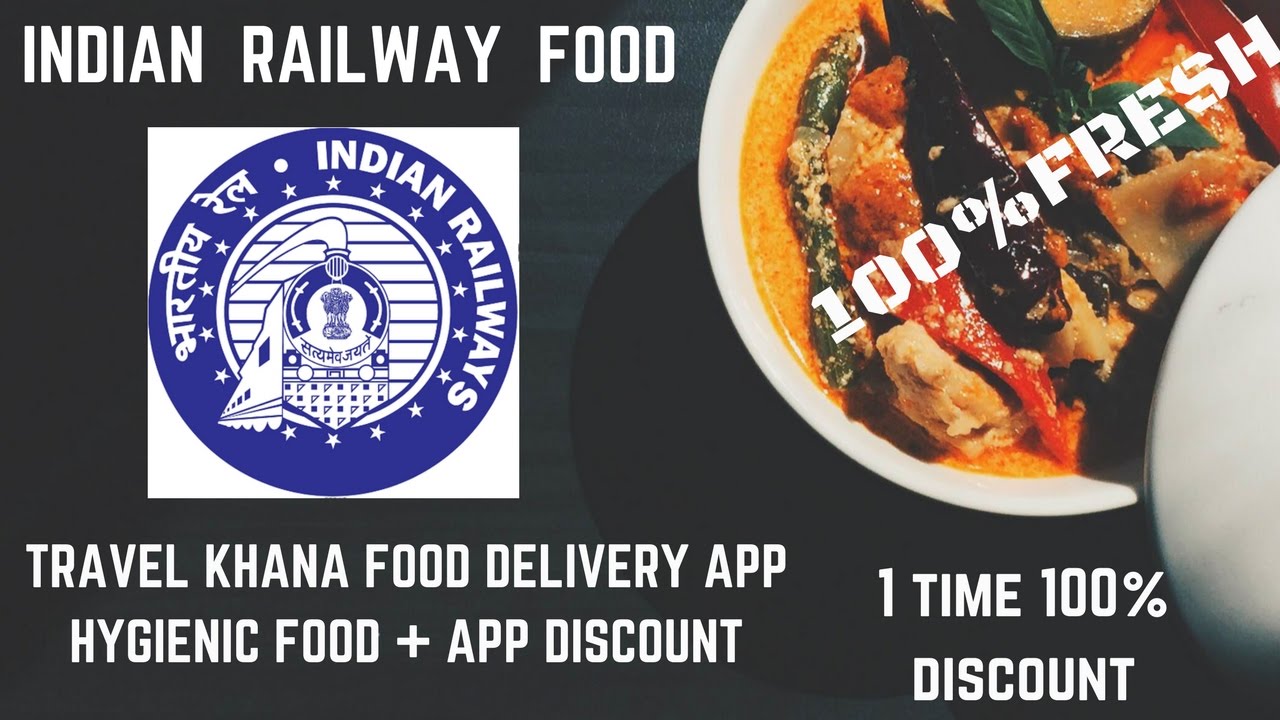 INDIAN RAILWAY FOOD
100%FRESH
भारतीय रेल • INDIAN RAILWAYS
सत्यमेव जयते
TRAVEL KHANA FOOD DELIVERY APP
HYGIENIC FOOD + APP DISCOUNT
1 TIME 100%
DISCOUNT